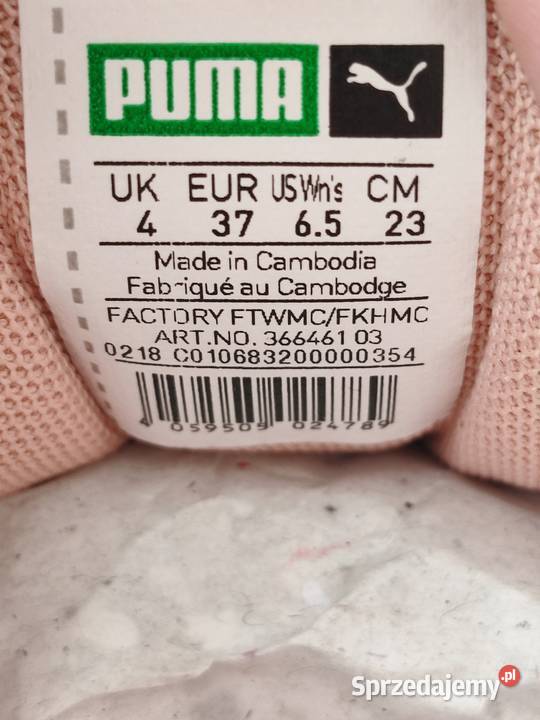 PUMA
UK EUR US Wn's CM
4 37 6.5 23
Made in Cambodia
Fabriqué au Cambodge
FACTORY FTWMC/FKHMC
ART.NO. 366461 03
0218 C010683200000354
4 059505 024789
Sprzedajemy.pl